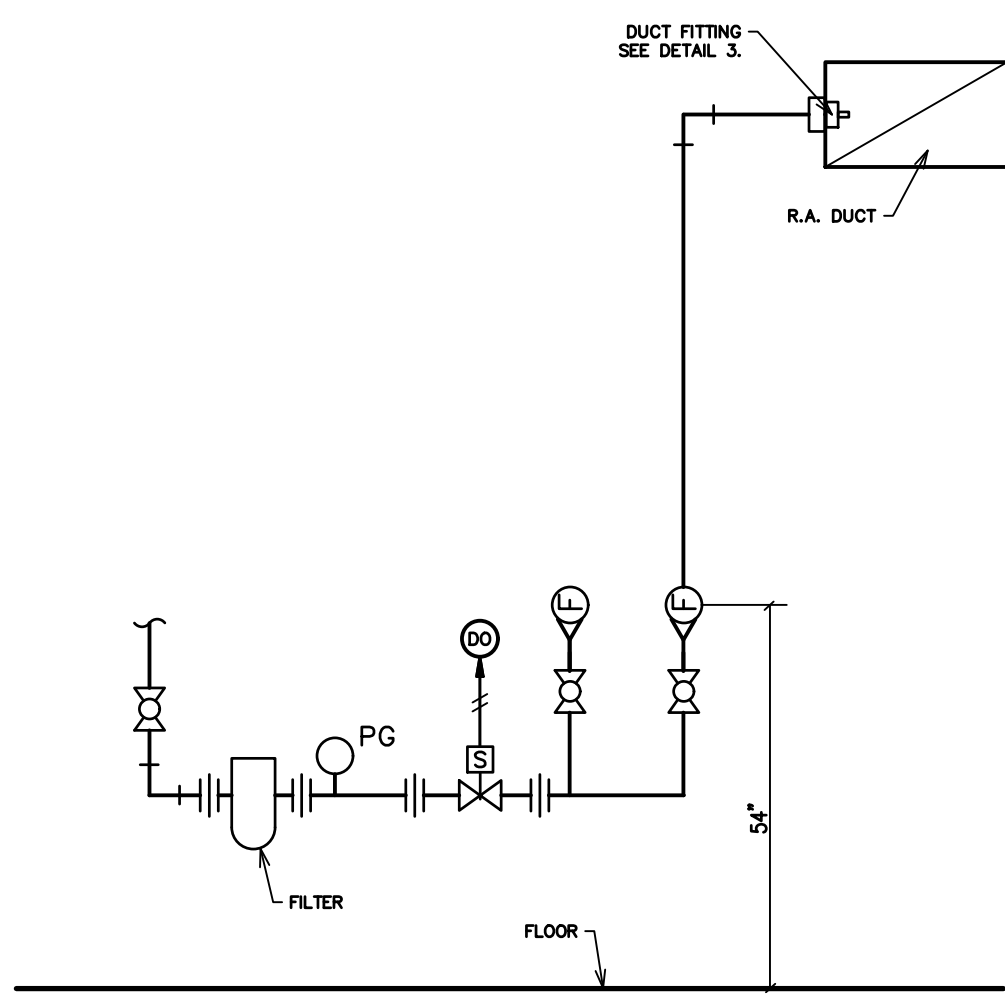 DUCT FITTING
SEE DETAIL 3.
R.A. DUCT
F
F
DO
PG
S
54"
FILTER
FLOOR